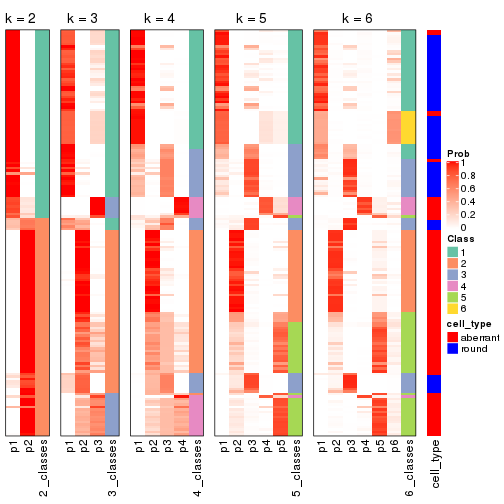 k = 2 k = 3 k = 4 k = 5 k = 6
Prob
1
0.8
0.6
0.4
0.2
0
Class
1
2
3
4
5
6
cell_type
aberrant
round
p1 p2 2_classes p1 p2 p3 3_classes p1 p2 p3 p4 4_classes p1 p2 p3 p4 p5 5_classes p1 p2 p3 p4 p5 p6 6_classes cell_type